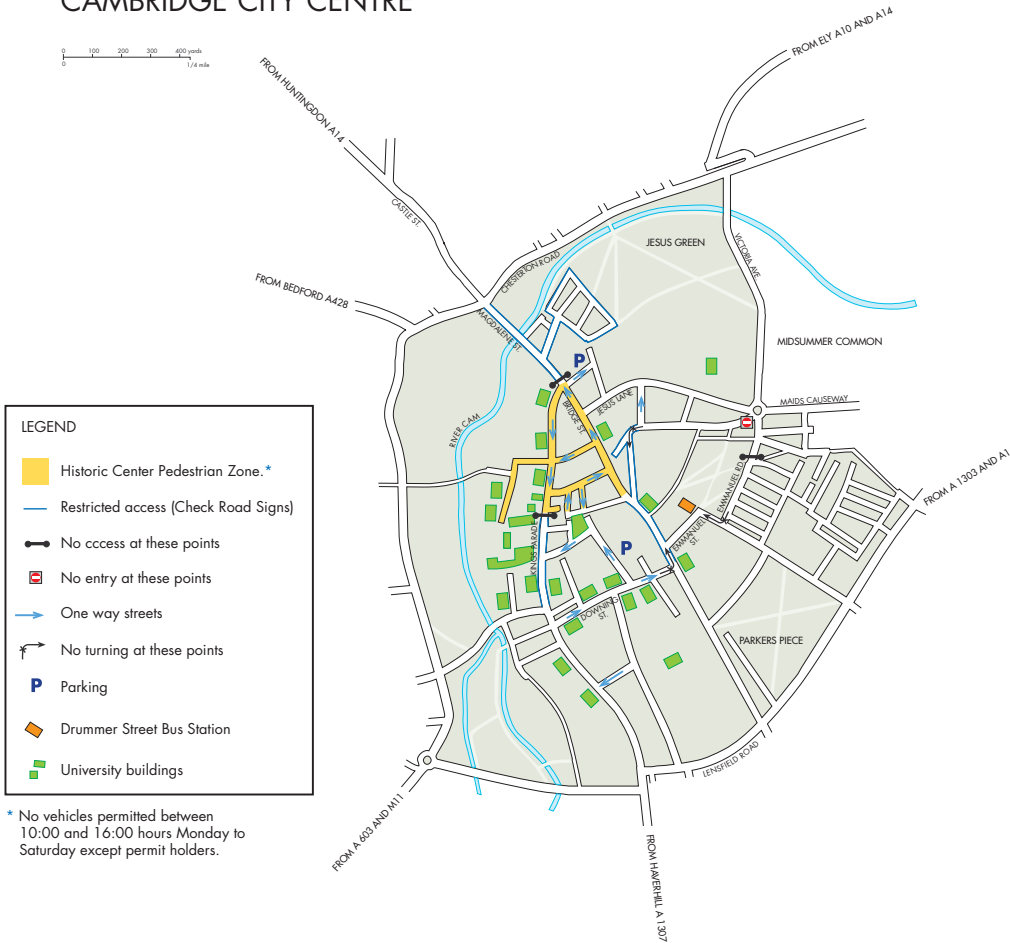 CAMBRIDGE CITY CENTRE
0 100 200 300 400 yards
0 1/4 mile
FROM ELY A10 AND A14
FROM HUNTINGDON A14
CASTLE ST.
JESUS GREEN
VICTORIA AVE
CHESTERTON ROAD
FROM BEDFORD A428
MAGDALENE ST.
MIDSUMMER COMMON
P
JESUS LANE
BRIDGE ST.
MAIDS CAUSEWAY
RIVER CAM
EMMANUEL RD
FROM A 1303 AND A1
KINGS PARADE
P
EMMANUEL
ST.
DOWNING
ST.
PARKERS PIECE
LENSFIELD ROAD
FROM A 603 AND M11
FROM HAVERHILL A 1307
LEGEND
Historic Center Pedestrian Zone.*
Restricted access (Check Road Signs)
No ccess at these points
No entry at these points
One way streets
No turning at these points
P Parking
Drummer Street Bus Station
University buildings
* No vehicles permitted between
10:00 and 16:00 hours Monday to
Saturday except permit holders.